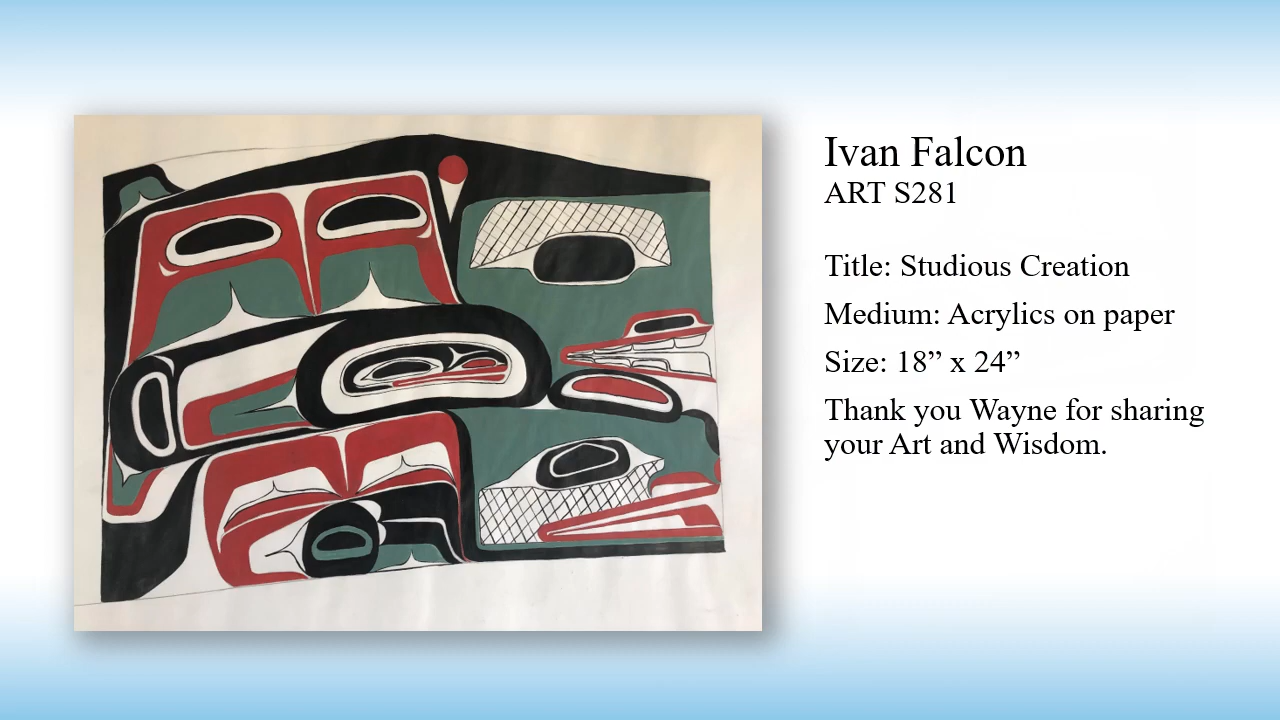 Ivan Falcon
ART S281
Title: Studious Creation
Medium: Acrylics on paper
Size: 18” x 24”
Thank you Wayne for sharing
your Art and Wisdom.